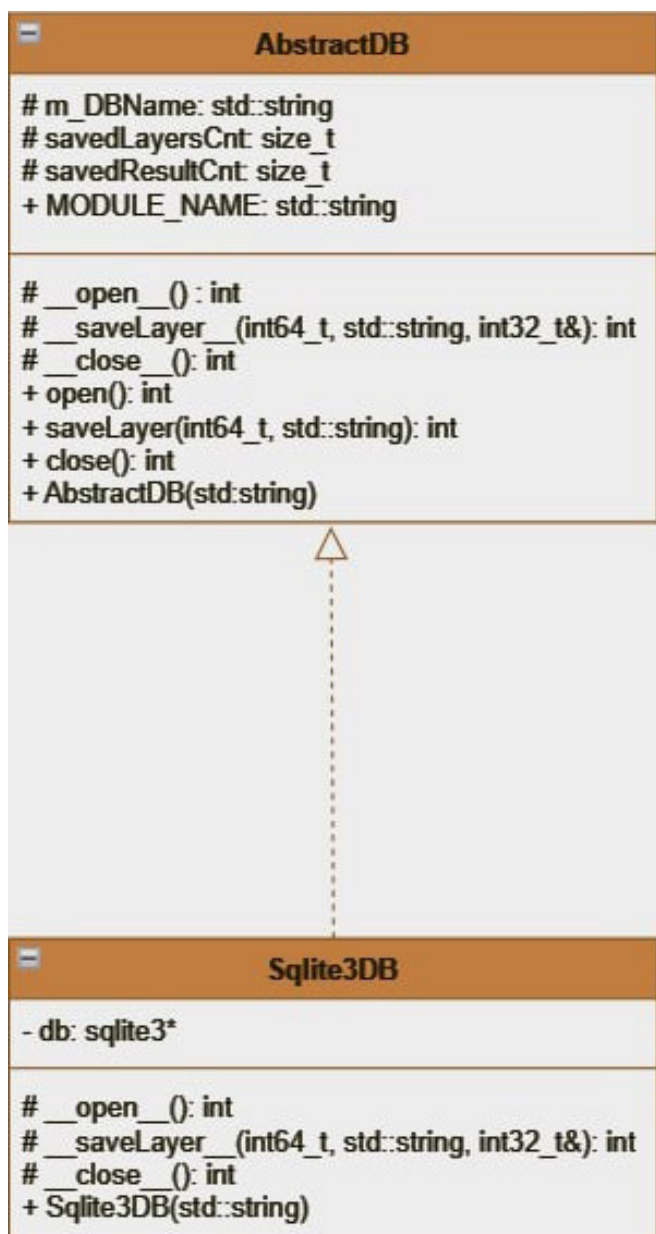 AbstractDB
# m_DBName: std::string
# savedLayersCnt: size_t
# savedResultCnt: size_t
+ MODULE_NAME: std::string
# __open__() : int
# __saveLayer__(int64_t, std::string, int32_t&): int
# __close__(): int
+ open(): int
+ saveLayer(int64_t, std::string): int
+ close(): int
+ AbstractDB(std:string)
Sqlite3DB
- db: sqlite3*
# __open__(): int
# __saveLayer__(int64_t, std::string, int32_t&): int
# __close__(): int
+ Sqlite3DB(std::string)